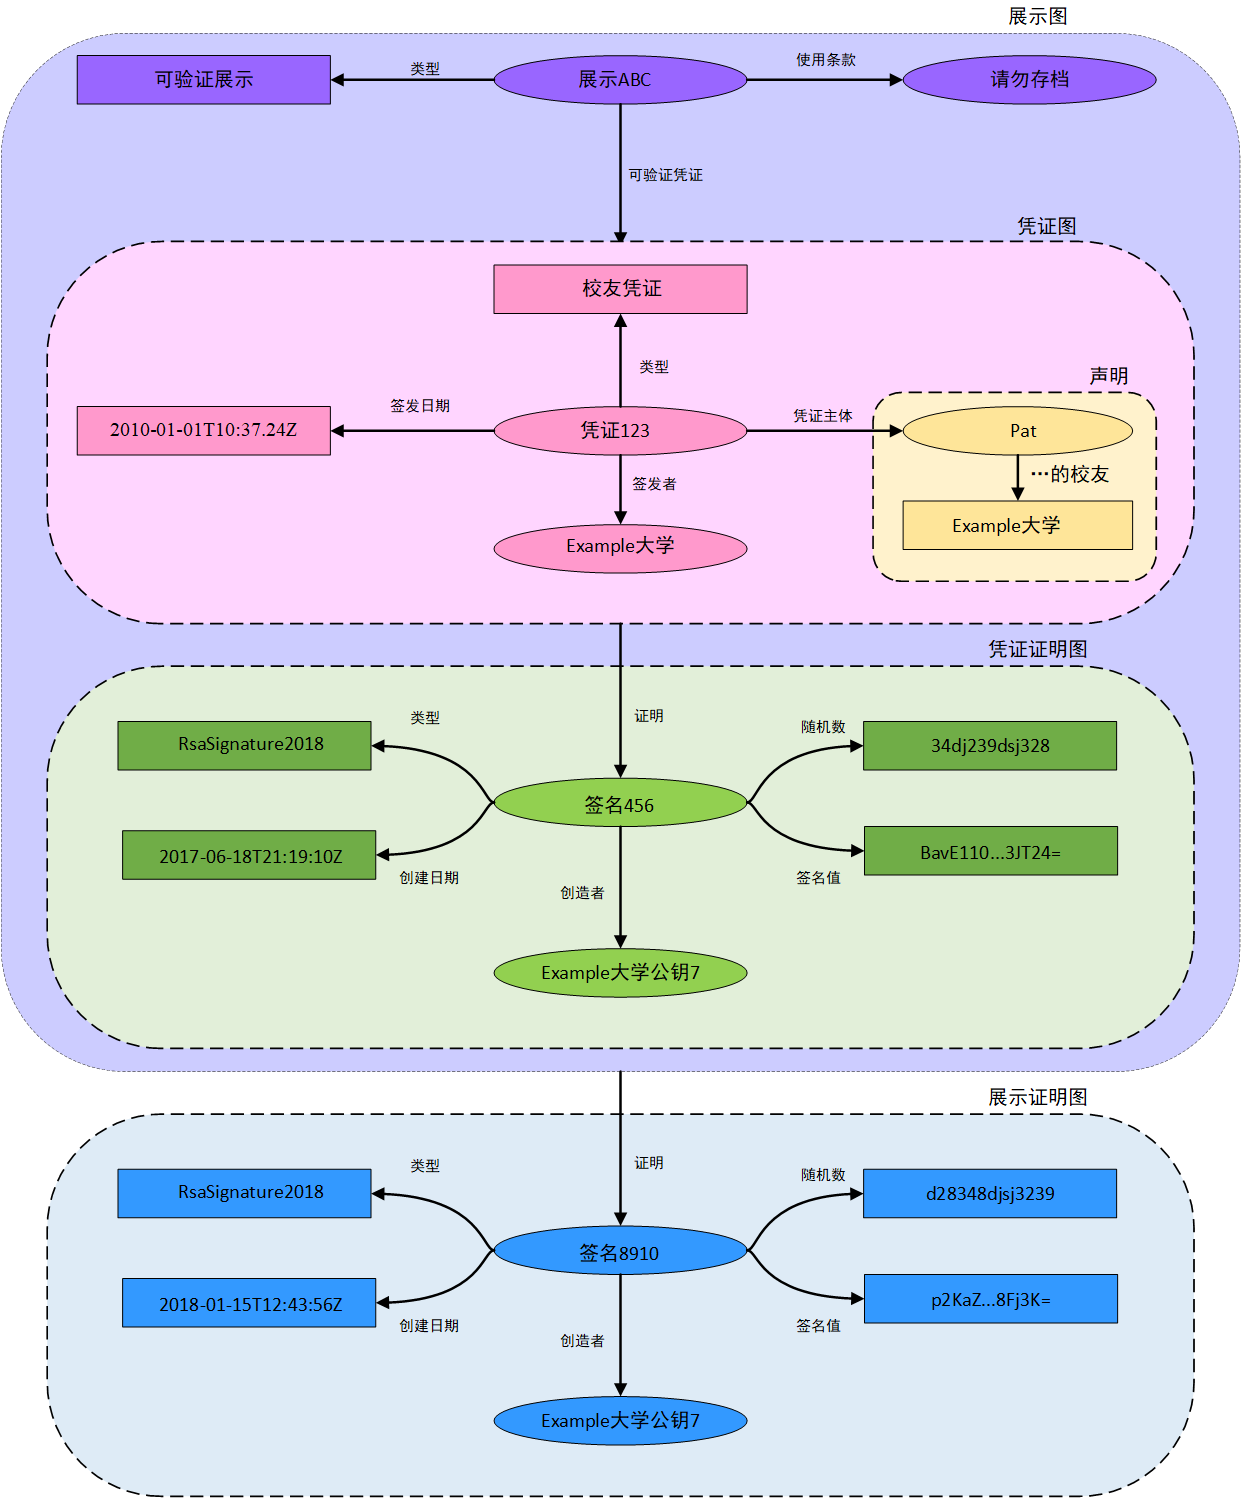 展示图
可验证展示
类型
展示ABC
使用条款
请勿存档
可验证凭证
凭证图
校友凭证
类型
声明
2010-01-01T10:37.24Z
签发日期
凭证123
凭证主体
Pat
签发者
…的校友
Example大学
Example大学
凭证证明图
RsaSignature2018
类型
证明
随机数
34dj239dsj328
签名456
2017-06-18T21:19:10Z
BavE110...3JT24=
创建日期
创造者
签名值
Example大学公钥7
展示证明图
RsaSignature2018
类型
证明
随机数
d28348djsj3239
签名8910
2018-01-15T12:43:56Z
p2KaZ...8Fj3K=
创建日期
创造者
签名值
Example大学公钥7